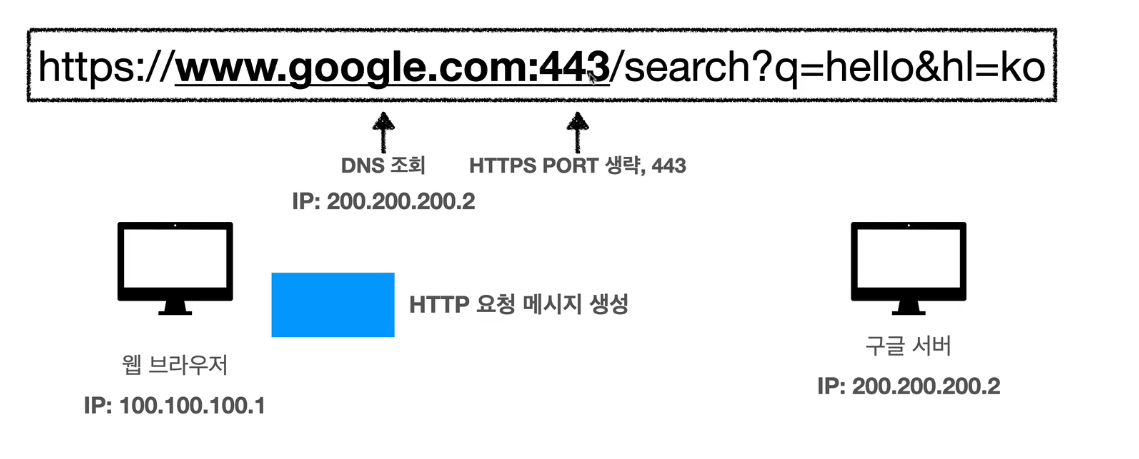 https://www.google.com:443/search?q=hello&hl=ko
DNS 조회
HTTPS PORT 생략, 443
IP: 200.200.200.2
HTTP 요청 메시지 생성
웹 브라우저
IP: 100.100.100.1
구글 서버
IP: 200.200.200.2